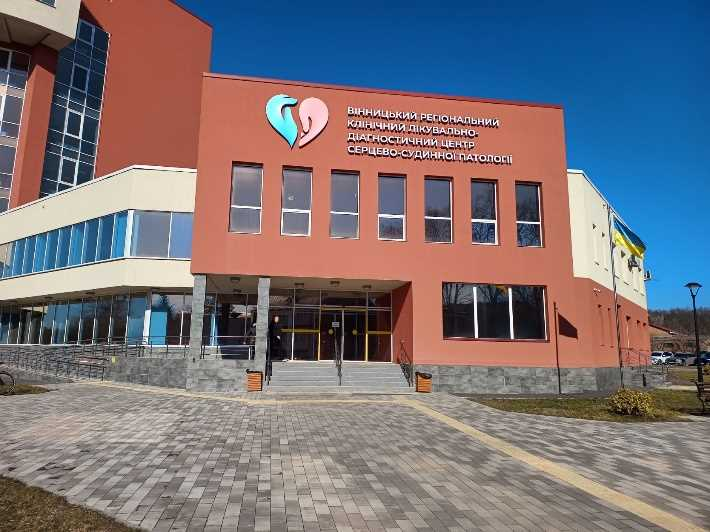 ВІННИЦЬКИЙ РЕГІОНАЛЬНИЙ
КЛІНІЧНИЙ ЛІКУВАЛЬНО-
ДІАГНОСТИЧНИЙ ЦЕНТР
СЕРЦЕВО-СУДИННОЇ ПАТОЛОГІЇ